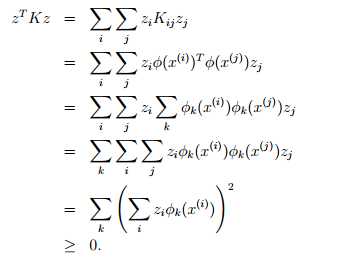 z^T Kz = \sum_i \sum_j z_i K_{ij} z_j
= \sum_i \sum_j z_i \phi(x^{(i)})^T \phi(x^{(j)}) z_j
= \sum_i \sum_j z_i \sum_k \phi_k(x^{(i)}) \phi_k(x^{(j)}) z_j
= \sum_k \sum_i \sum_j z_i \phi_k(x^{(i)}) \phi_k(x^{(j)}) z_j
= \sum_k \left( \sum_i z_i \phi_k(x^{(i)}) \right)^2
≥ 0.